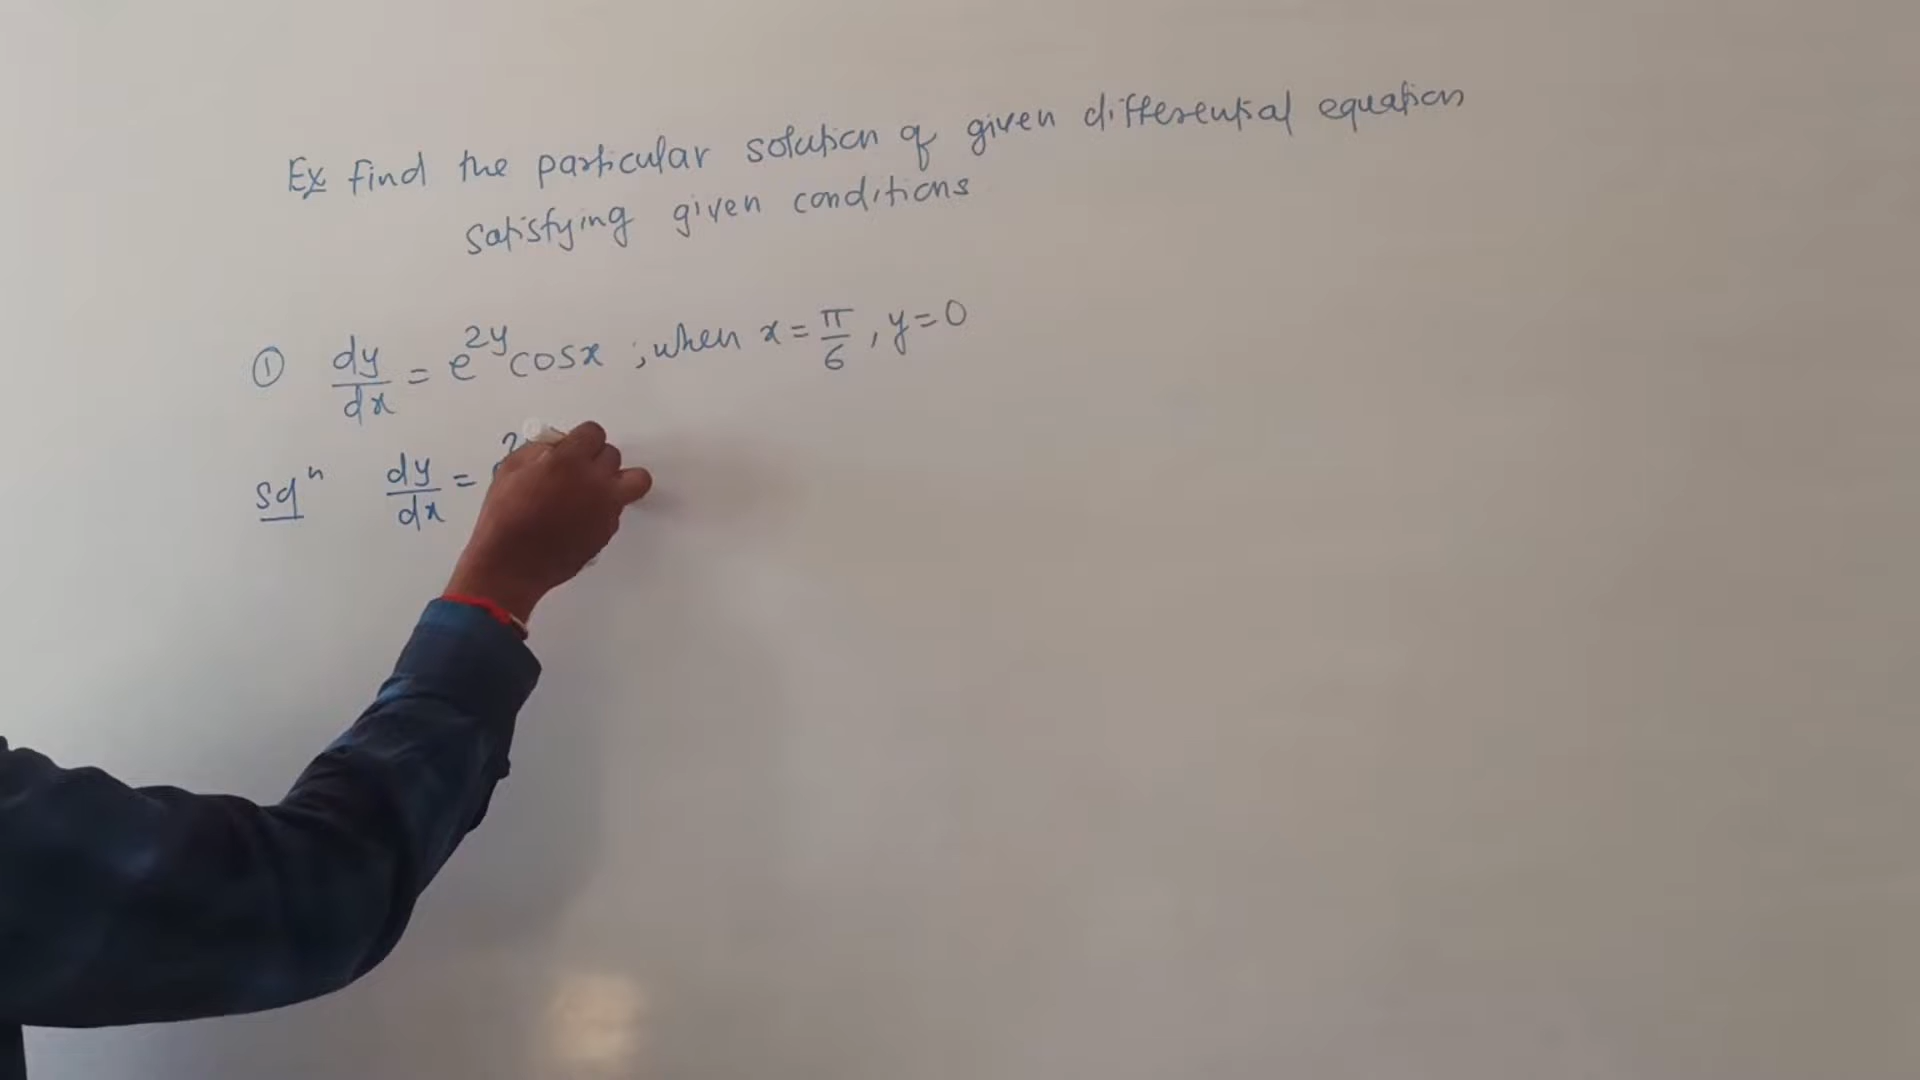 Ex Find the particular solution of given differential equation
satisfying given conditions
① dy/dx = e^2y cosx ; when x = π/6 , y = 0
Solⁿ dy/dx =